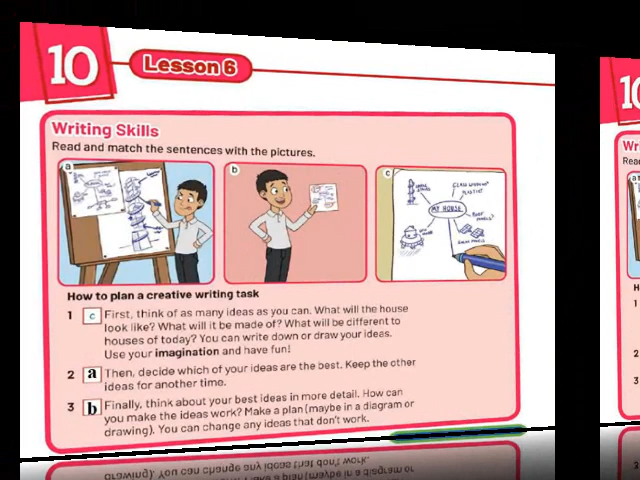 10
Lesson 6
Writing Skills
Read and match the sentences with the pictures.
a
b
c
MY HOUSE
How to plan a creative writing task
1 c First, think of as many ideas as you can. What will the house
look like? What will it be made of? What will be different to
houses of today? You can write down or draw your ideas.
Use your imagination and have fun!
2 a Then, decide which of your ideas are the best. Keep the other
ideas for another time.
3 b Finally, think about your best ideas in more detail. How can
you make the ideas work? Make a plan (maybe in a diagram or
drawing). You can change any ideas that don't work.